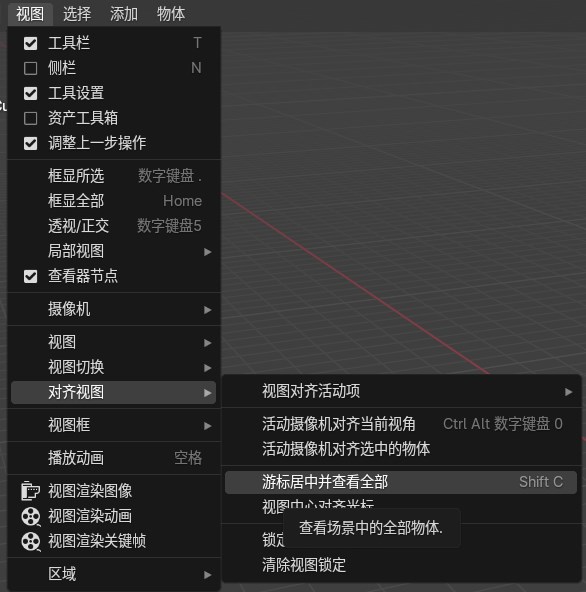 视图 选择 添加 物体
工具栏 T
侧栏 N
工具设置
资产工具箱
调整上一步操作
框显所选 数字键盘 .
框显全部 Home
透视/正交 数字键盘5
局部视图
查看器节点
摄像机
视图
视图切换
对齐视图
视图框
播放动画 空格
视图渲染图像
视图渲染动画
视图渲染关键帧
区域
视图对齐活动项
活动摄像机对齐当前视角 Ctrl Alt 数字键盘 0
活动摄像机对齐选中的物体
游标居中并查看全部 Shift C
视图中心对齐光标
锁定
查看场景中的全部物体.
清除视图锁定